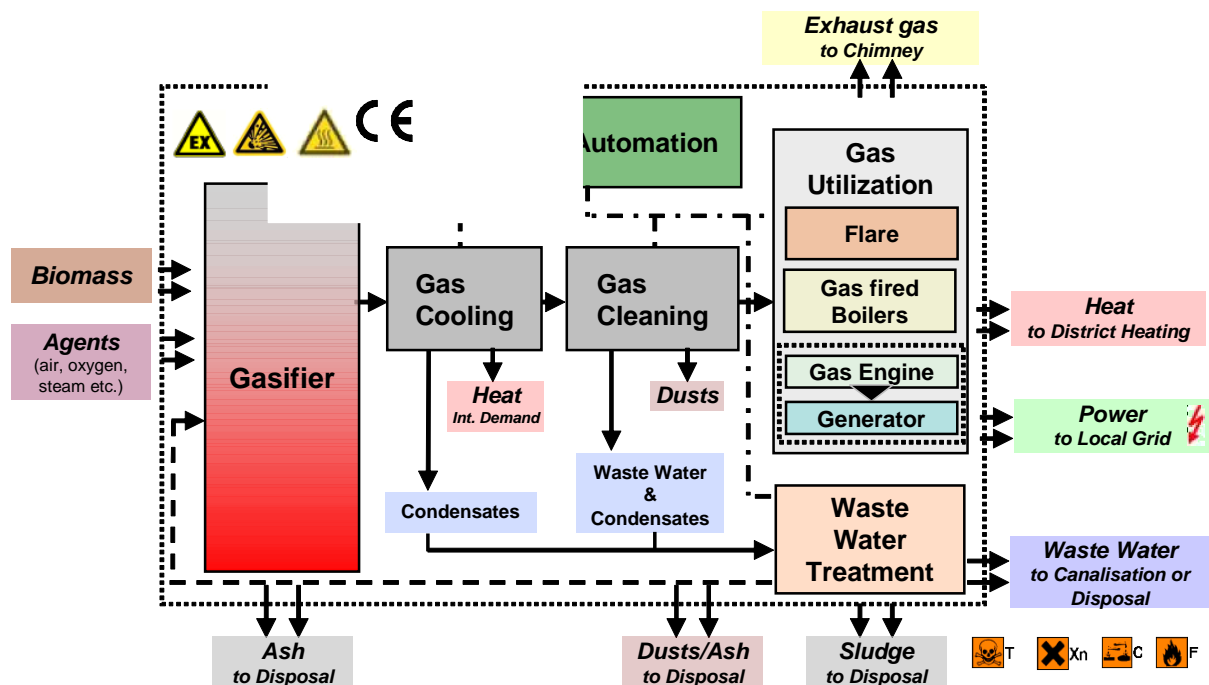 Exhaust gas
to Chimney
EX
CE
Automation
Gas
Utilization
Flare
Gas fired
Boilers
Gas Engine
Generator
Biomass
Agents
(air, oxygen,
steam etc.)
Gasifier
Gas
Cooling
Gas
Cleaning
Heat
Int. Demand
Dusts
Heat
to District Heating
Power
to Local Grid
Condensates
Waste Water
&
Condensates
Waste
Water
Treatment
Waste Water
to Canalisation or
Disposal
Ash
to Disposal
Dusts/Ash
to Disposal
Sludge
to Disposal
T
Xn
C
F